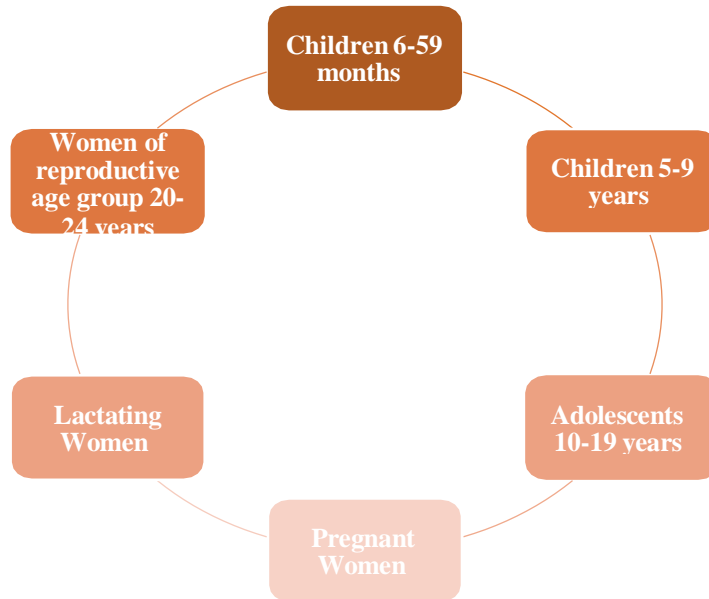 Children 6-59
months
Children 5-9
years
Adolescents
10-19 years
Pregnant
Women
Lactating
Women
Women of
reproductive
age group 20-
24 years